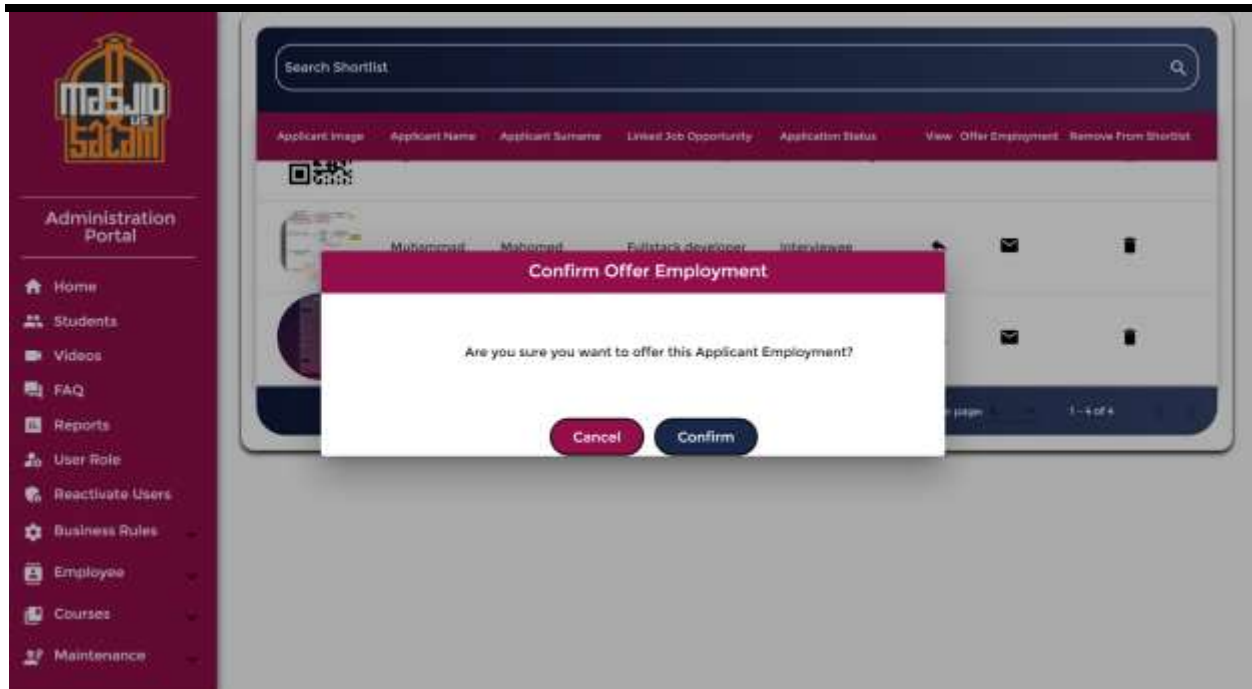 masjid
us
salam
Administration
Portal
Home
Students
Videos
FAQ
Reports
User Role
Reactivate Users
Business Rules
Employee
Courses
Maintenance
Search Shortlist
Applicant Image Applicant Name Applicant Surname Linked Job Opportunity Application Status View Offer Employment Remove From Shortlist
Muhammad Mahomed Fullstack developer Interviewee
Confirm Offer Employment
Are you sure you want to offer this Applicant Employment?
Cancel Confirm
page 1 - 4 of 4